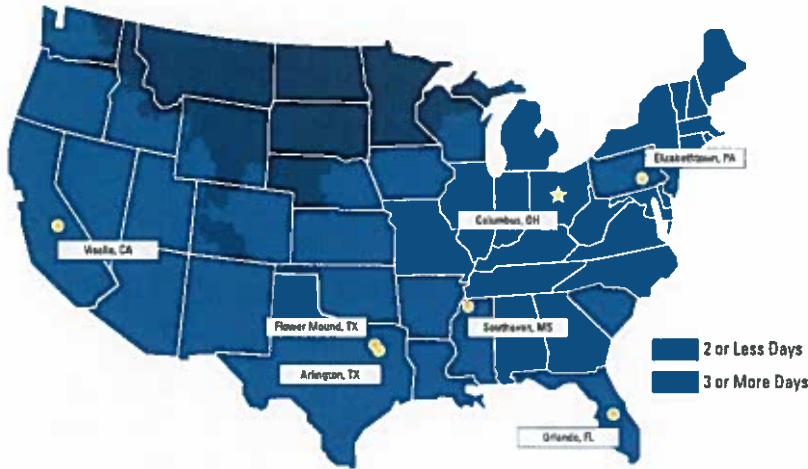 Elizabethtown, PA
Columbus, OH
Visalia, CA
Flower Mound, TX
Southaven, MS
Arlington, TX
2 or Less Days
3 or More Days
Orlando, FL